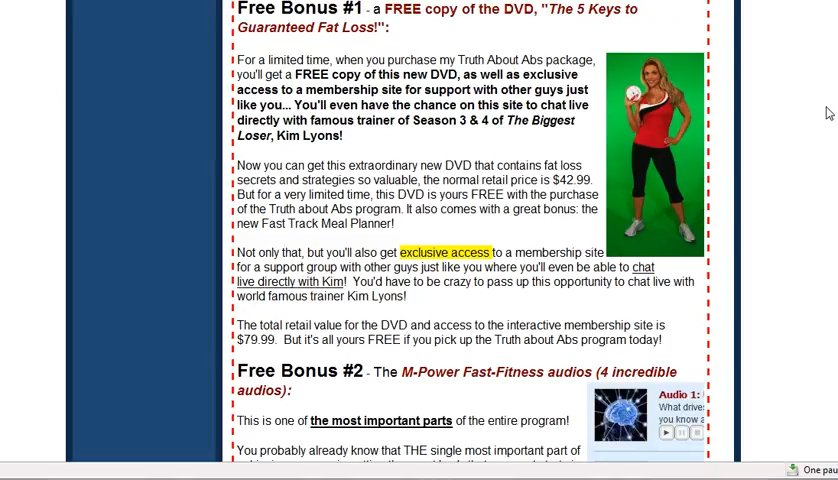 Free Bonus #1 - a FREE copy of the DVD, "The 5 Keys to
Guaranteed Fat Loss!":
For a limited time, when you purchase my Truth About Abs package,
you'll get a FREE copy of this new DVD, as well as exclusive
access to a membership site for support with other guys just
like you... You'll even have the chance on this site to chat live
directly with famous trainer of Season 3 & 4 of The Biggest
Loser, Kim Lyons!
Now you can get this extraordinary new DVD that contains fat loss
secrets and strategies so valuable, the normal retail price is $42.99.
But for a very limited time, this DVD is yours FREE with the purchase
of the Truth about Abs program. It also comes with a great bonus: the
new Fast Track Meal Planner!
Not only that, but you'll also get exclusive access to a membership site
for a support group with other guys just like you where you'll even be able to chat
live directly with Kim! You'd have to be crazy to pass up this opportunity to chat live with
world famous trainer Kim Lyons!
The total retail value for the DVD and access to the interactive membership site is
$79.99. But it's all yours FREE if you pick up the Truth about Abs program today!
Free Bonus #2 - The M-Power Fast-Fitness audios (4 incredible
audios):
Audio 1:
What drive
you know a
This is one of the most important parts of the entire program!
You probably already know that THE single most important part of
One pau